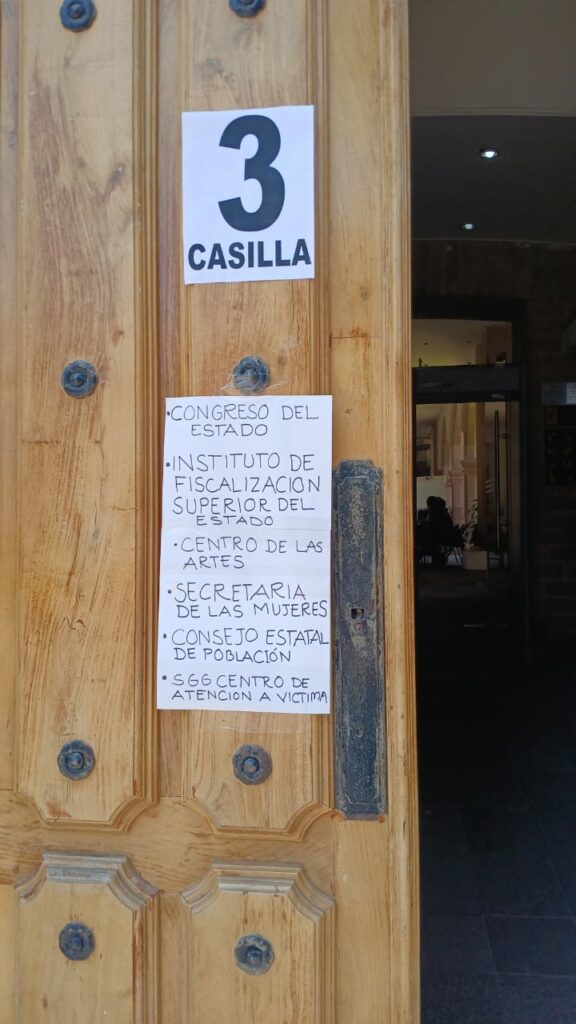 3
CASILLA
•CONGRESO DEL
ESTADO
•INSTITUTO DE
FISCALIZACION
SUPERIOR DEL
ESTADO
•CENTRO DE LAS
ARTES
•SECRETARIA
DE LAS MUJERES
•CONSEJO ESTATAL
DE POBLACIÓN
•SGG CENTRO DE
ATENCION A VICTIMA